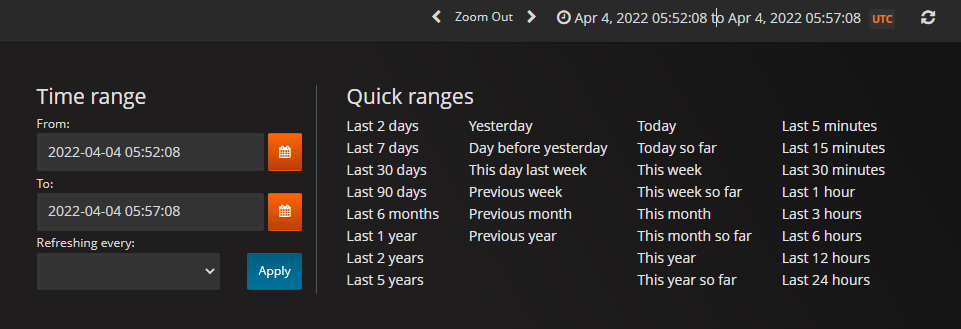 Zoom Out Apr 4, 2022 05:52:08 to Apr 4, 2022 05:57:08 UTC
Time range
From:
2022-04-04 05:52:08
To:
2022-04-04 05:57:08
Refreshing every:
Apply
Quick ranges
Last 2 days Yesterday Today Last 5 minutes
Last 7 days Day before yesterday Today so far Last 15 minutes
Last 30 days This day last week This week Last 30 minutes
Last 90 days Previous week This week so far Last 1 hour
Last 6 months Previous month This month Last 3 hours
Last 1 year Previous year This month so far Last 6 hours
Last 2 years This year Last 12 hours
Last 5 years This year so far Last 24 hours